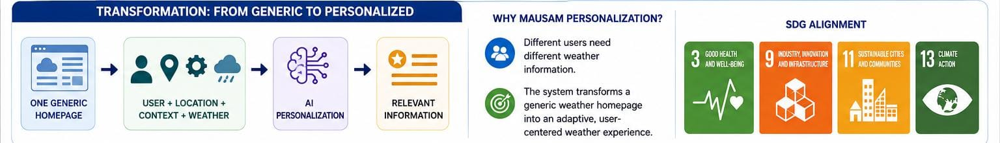 TRANSFORMATION: FROM GENERIC TO PERSONALIZED
ONE GENERIC
HOMEPAGE
USER + LOCATION +
CONTEXT + WEATHER
AI
PERSONALIZATION
RELEVANT
INFORMATION
WHY MAUSAM PERSONALIZATION?
Different users need
different weather
information.
The system transforms a
generic weather homepage
into an adaptive, user-
centered weather experience.
SDG ALIGNMENT
3 GOOD HEALTH
AND WELL-BEING
9 INDUSTRY, INNOVATION
AND INFRASTRUCTURE
11 SUSTAINABLE CITIES
AND COMMUNITIES
13 CLIMATE
ACTION